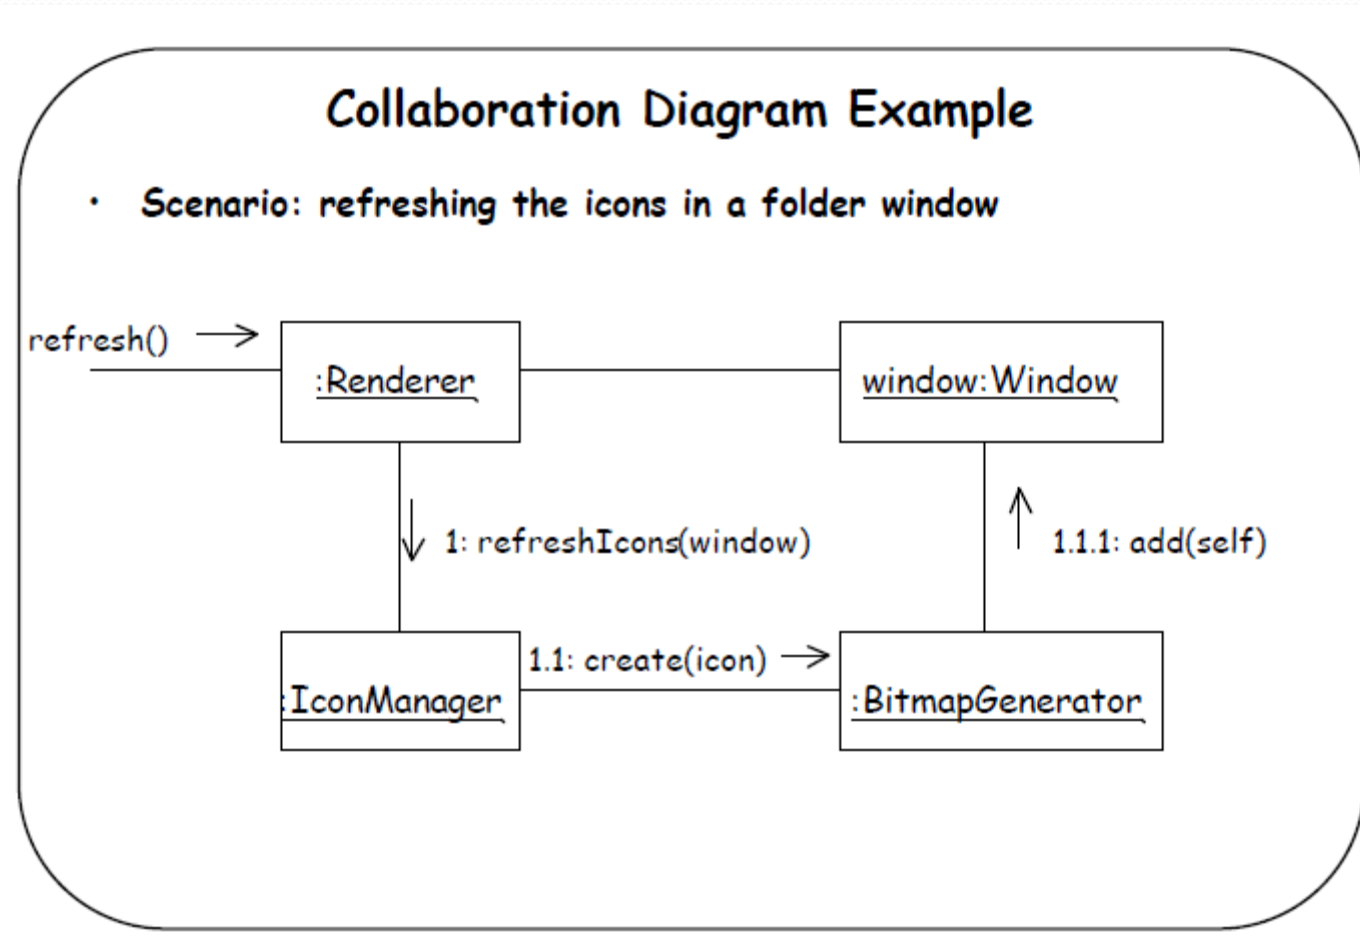 Collaboration Diagram Example
• Scenario: refreshing the icons in a folder window
refresh()
:Renderer
window:Window
1: refreshIcons(window)
1.1.1: add(self)
1.1: create(icon)
:IconManager
:BitmapGenerator